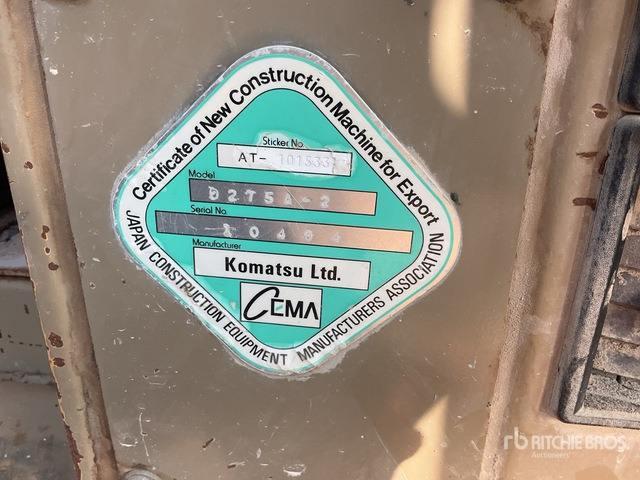 Certificate of New Construction Machine for Export
Sticker No.
AT-
Model
Serial No.
Manufacturer
Komatsu Ltd.
CEMA
JAPAN CONSTRUCTION EQUIPMENT MANUFACTURERS ASSOCIATION
rb RITCHIE BROS.
Auctioneers